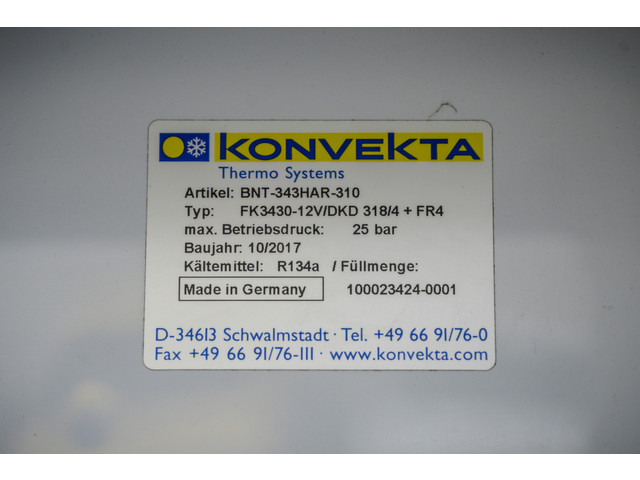 KONVEKTA
Thermo Systems
Artikel: BNT-343HAR-310
Typ: FK3430-12V/DKD 318/4 + FR4
max. Betriebsdruck: 25 bar
Baujahr: 10/2017
Kältemittel: R134a / Füllmenge:
Made in Germany 100023424-0001
D-34613 Schwalmstadt · Tel. +49 66 91/76-0
Fax +49 66 91/76-111 · www.konvekta.com